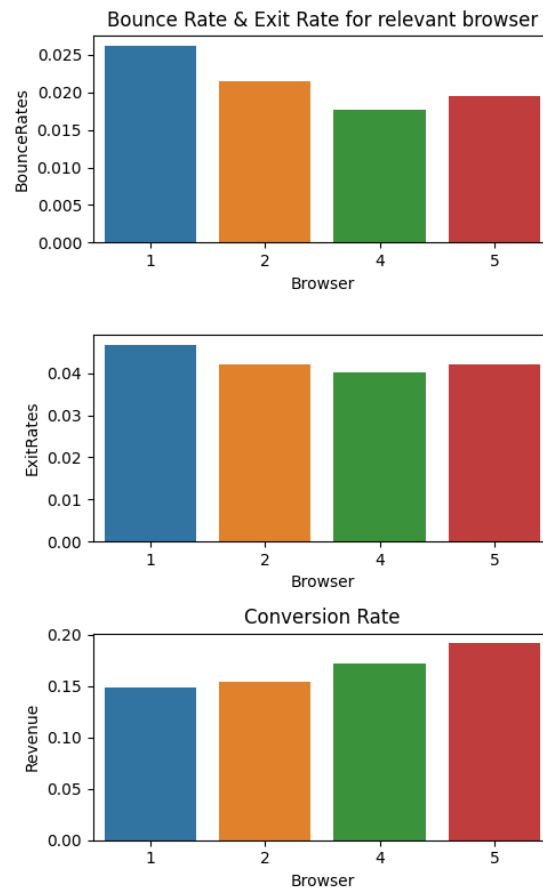 Bounce Rate & Exit Rate for relevant browser
0.025
0.020
0.015
0.010
0.005
0.000
BounceRates
1 2 4 5
Browser
0.04
0.03
0.02
0.01
0.00
ExitRates
1 2 4 5
Browser
Conversion Rate
0.20
0.15
0.10
0.05
0.00
Revenue
1 2 4 5
Browser